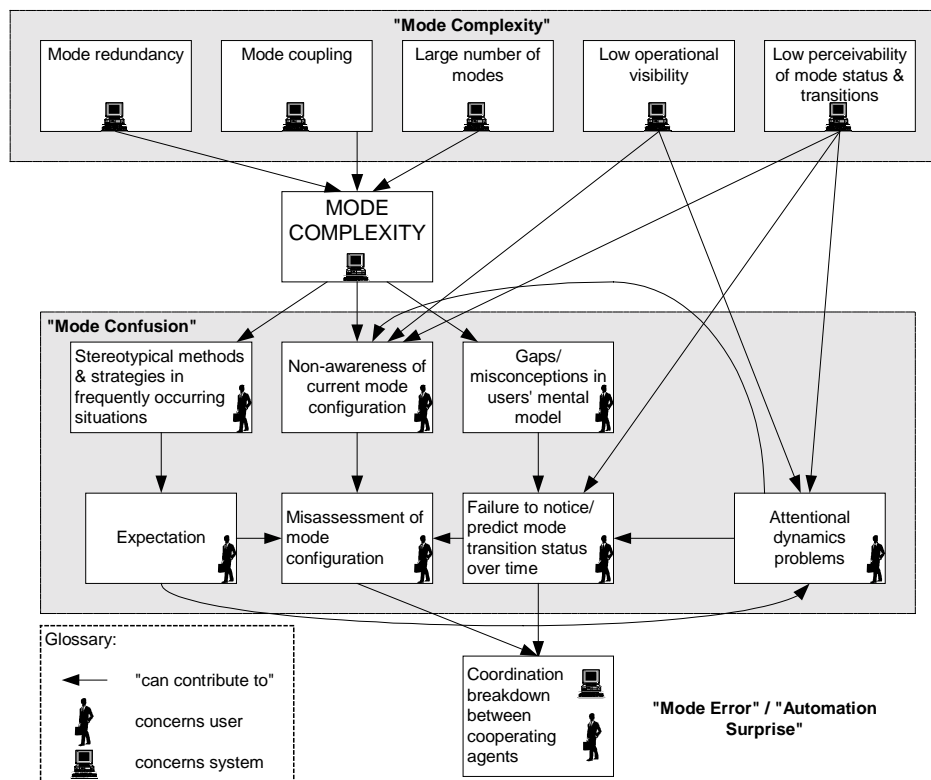 "Mode Complexity"
Mode redundancy
Mode coupling
Large number of
modes
Low operational
visibility
Low perceivability
of mode status &
transitions
MODE
COMPLEXITY
"Mode Confusion"
Stereotypical methods
& strategies in
frequently occurring
situations
Non-awareness of
current mode
configuration
Gaps/
misconceptions in
users' mental
model
Expectation
Misassessment of
mode
configuration
Failure to notice/
predict mode
transition status
over time
Attentional
dynamics
problems
Glossary:
"can contribute to"
concerns user
concerns system
Coordination
breakdown
between
cooperating
agents
"Mode Error" / "Automation
Surprise"